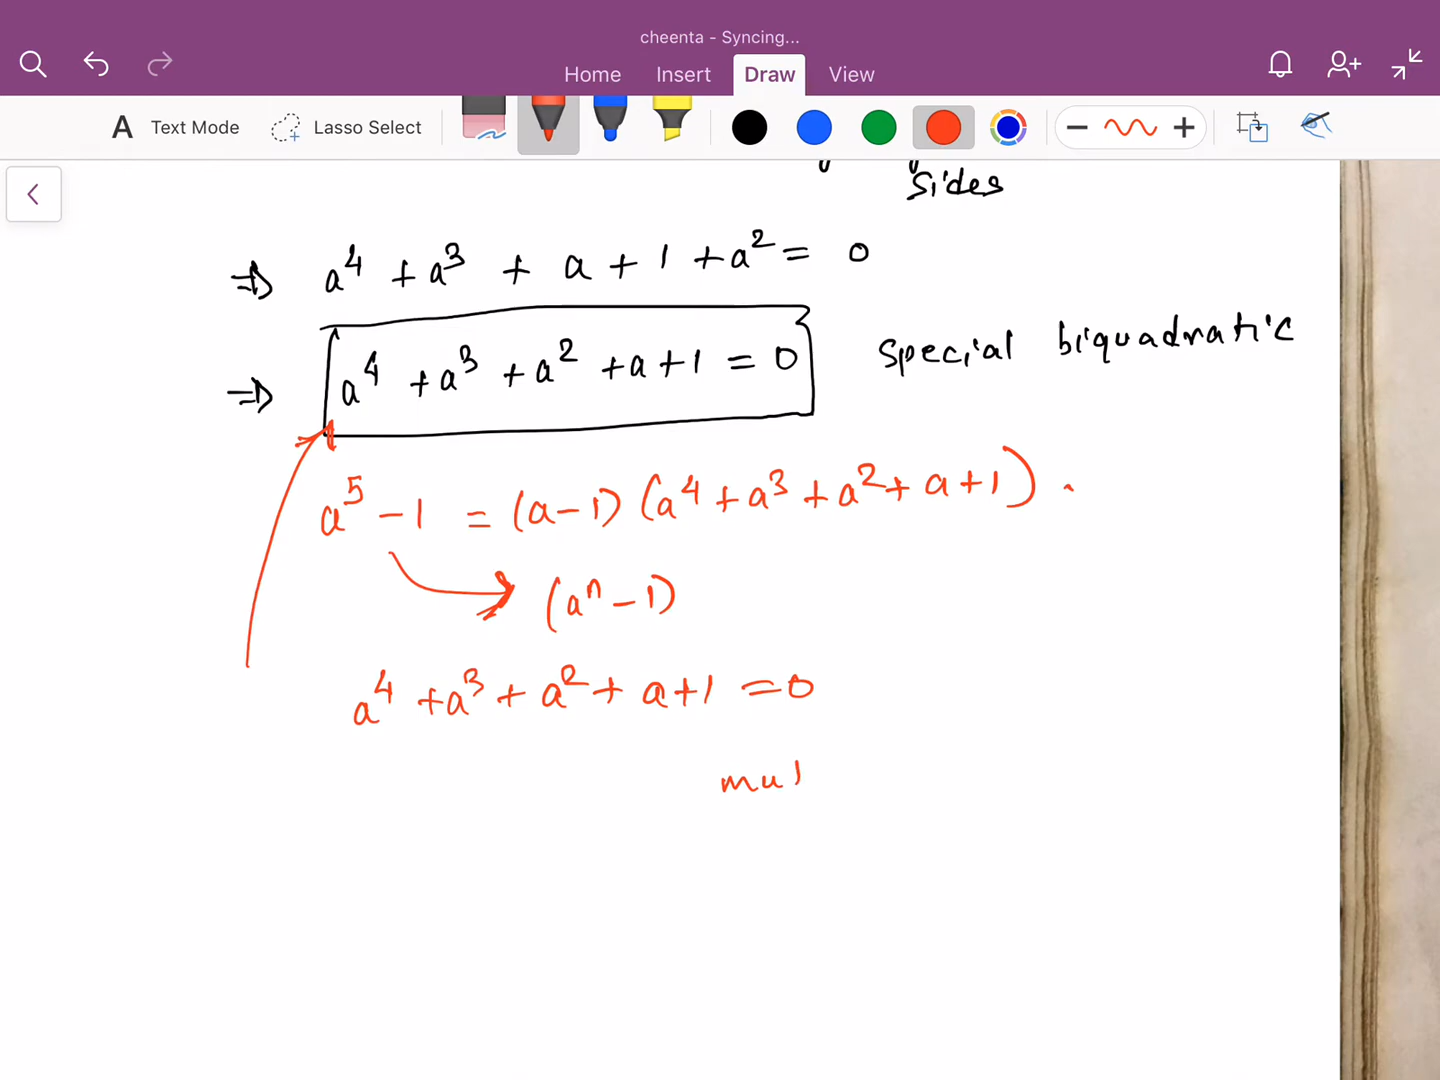 cheenta - Syncing...
Home Insert Draw View
A Text Mode Lasso Select
sides
⇒ a⁴ + a³ + a + 1 + a² = 0
⇒ a⁴ + a³ + a² + a + 1 = 0 special biquadratic
a⁵ - 1 = (a-1) (a⁴ + a³ + a² + a + 1) .
(aⁿ - 1)
a⁴ + a³ + a² + a + 1 = 0
mul